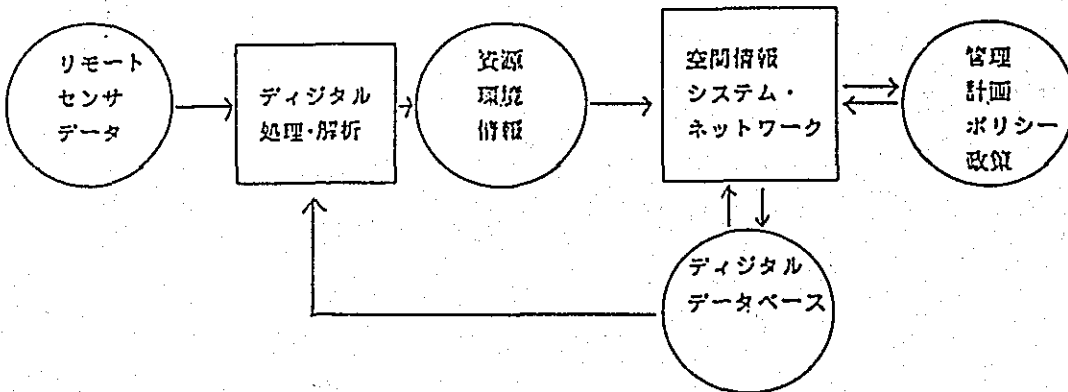 リモート
センサ
データ
ディジタル
処理・解析
資源
環境
情報
空間情報
システム・
ネットワーク
管理
計画
ポリシー
政策
ディジタル
データベース